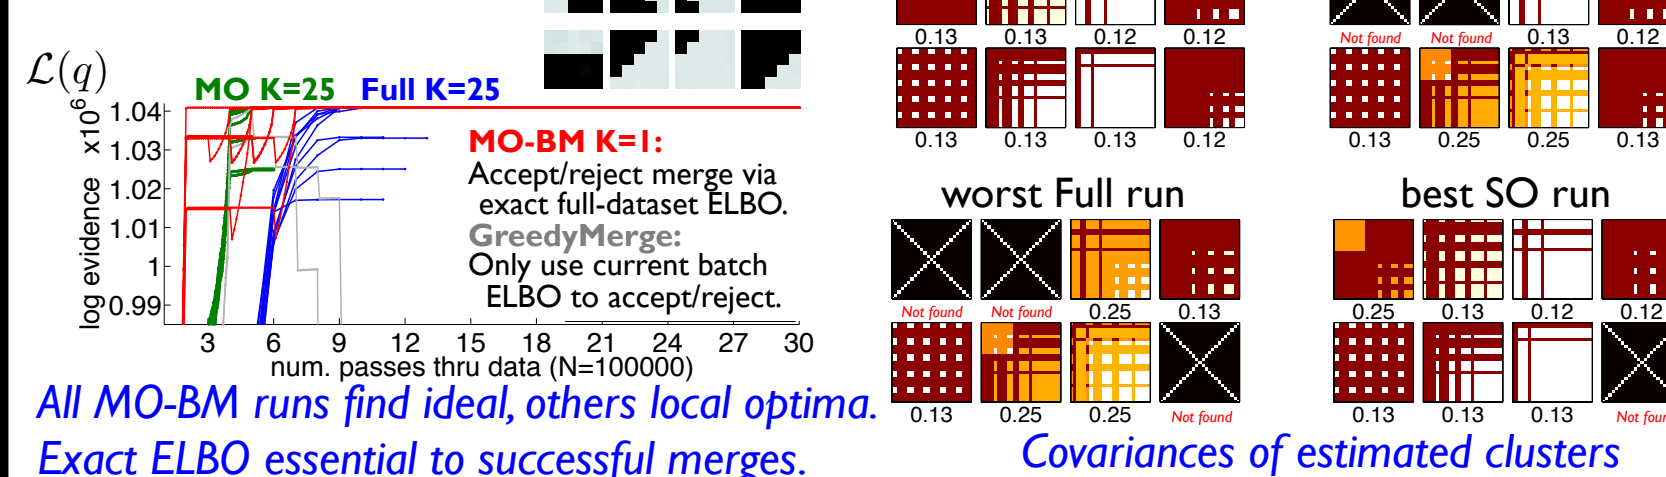 0.13 0.13 0.12 0.12
Not found Not found 0.12 0.12
0.13 0.13 0.13 0.12
0.13 0.25 0.25 0.12
L(q)
MO K=25 Full K=25
log evidence x10^6
1.04
1.03
1.02
1.01
1
0.99
MO-BM K=1:
Accept/reject merge via
exact full-dataset ELBO.
GreedyMerge:
Only use current batch
ELBO to accept/reject.
3 6 9 12 15 18 21 24 27 30
num. passes thru data (N=100000)
All MO-BM runs find ideal, others local optima.
Exact ELBO essential to successful merges.
worst Full run
Not found Not found 0.25 0.13
0.13 0.25 0.25 Not found
best SO run
0.25 0.13 0.12 0.12
0.13 0.13 0.13 Not four
Covariances of estimated clusters